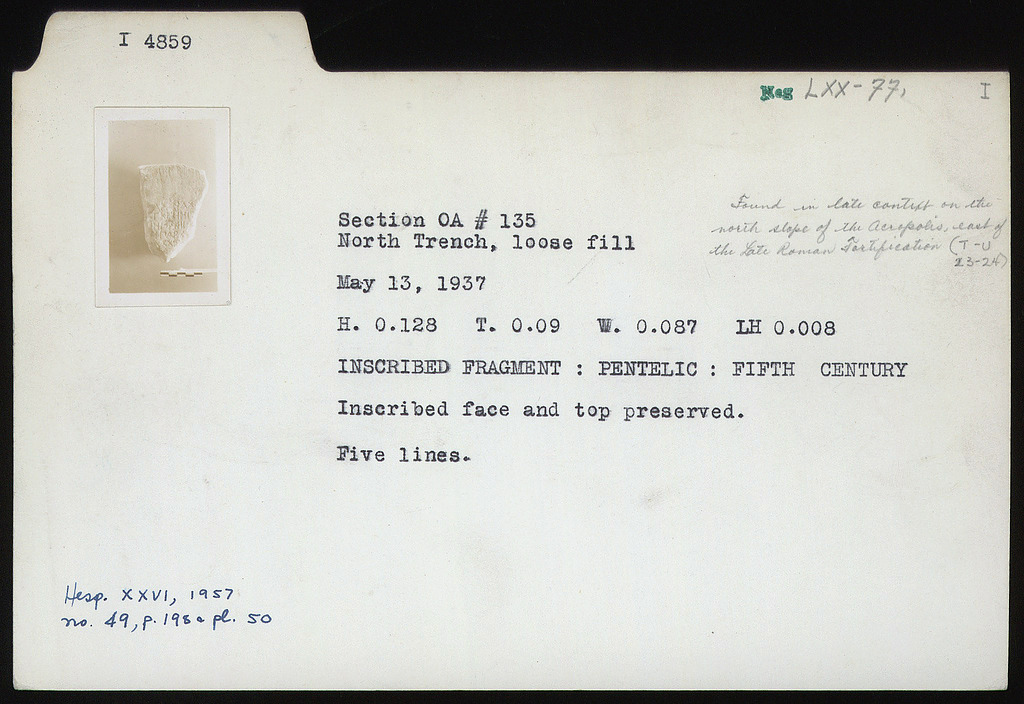 I 4859
Neg LXX-77,
I
Section OA # 135
North Trench, loose fill
Found in late context on the
north slope of the Acropolis, east of
the Late Roman Fortification (T-U
23-24)
May 13, 1937
H. 0.128 T. 0.09 W. 0.087 LH 0.008
INSCRIBED FRAGMENT : PENTELIC : FIFTH CENTURY
Inscribed face and top preserved.
Five lines.
Hesp. XXVI, 1957
no. 49, p. 198 pl. 50